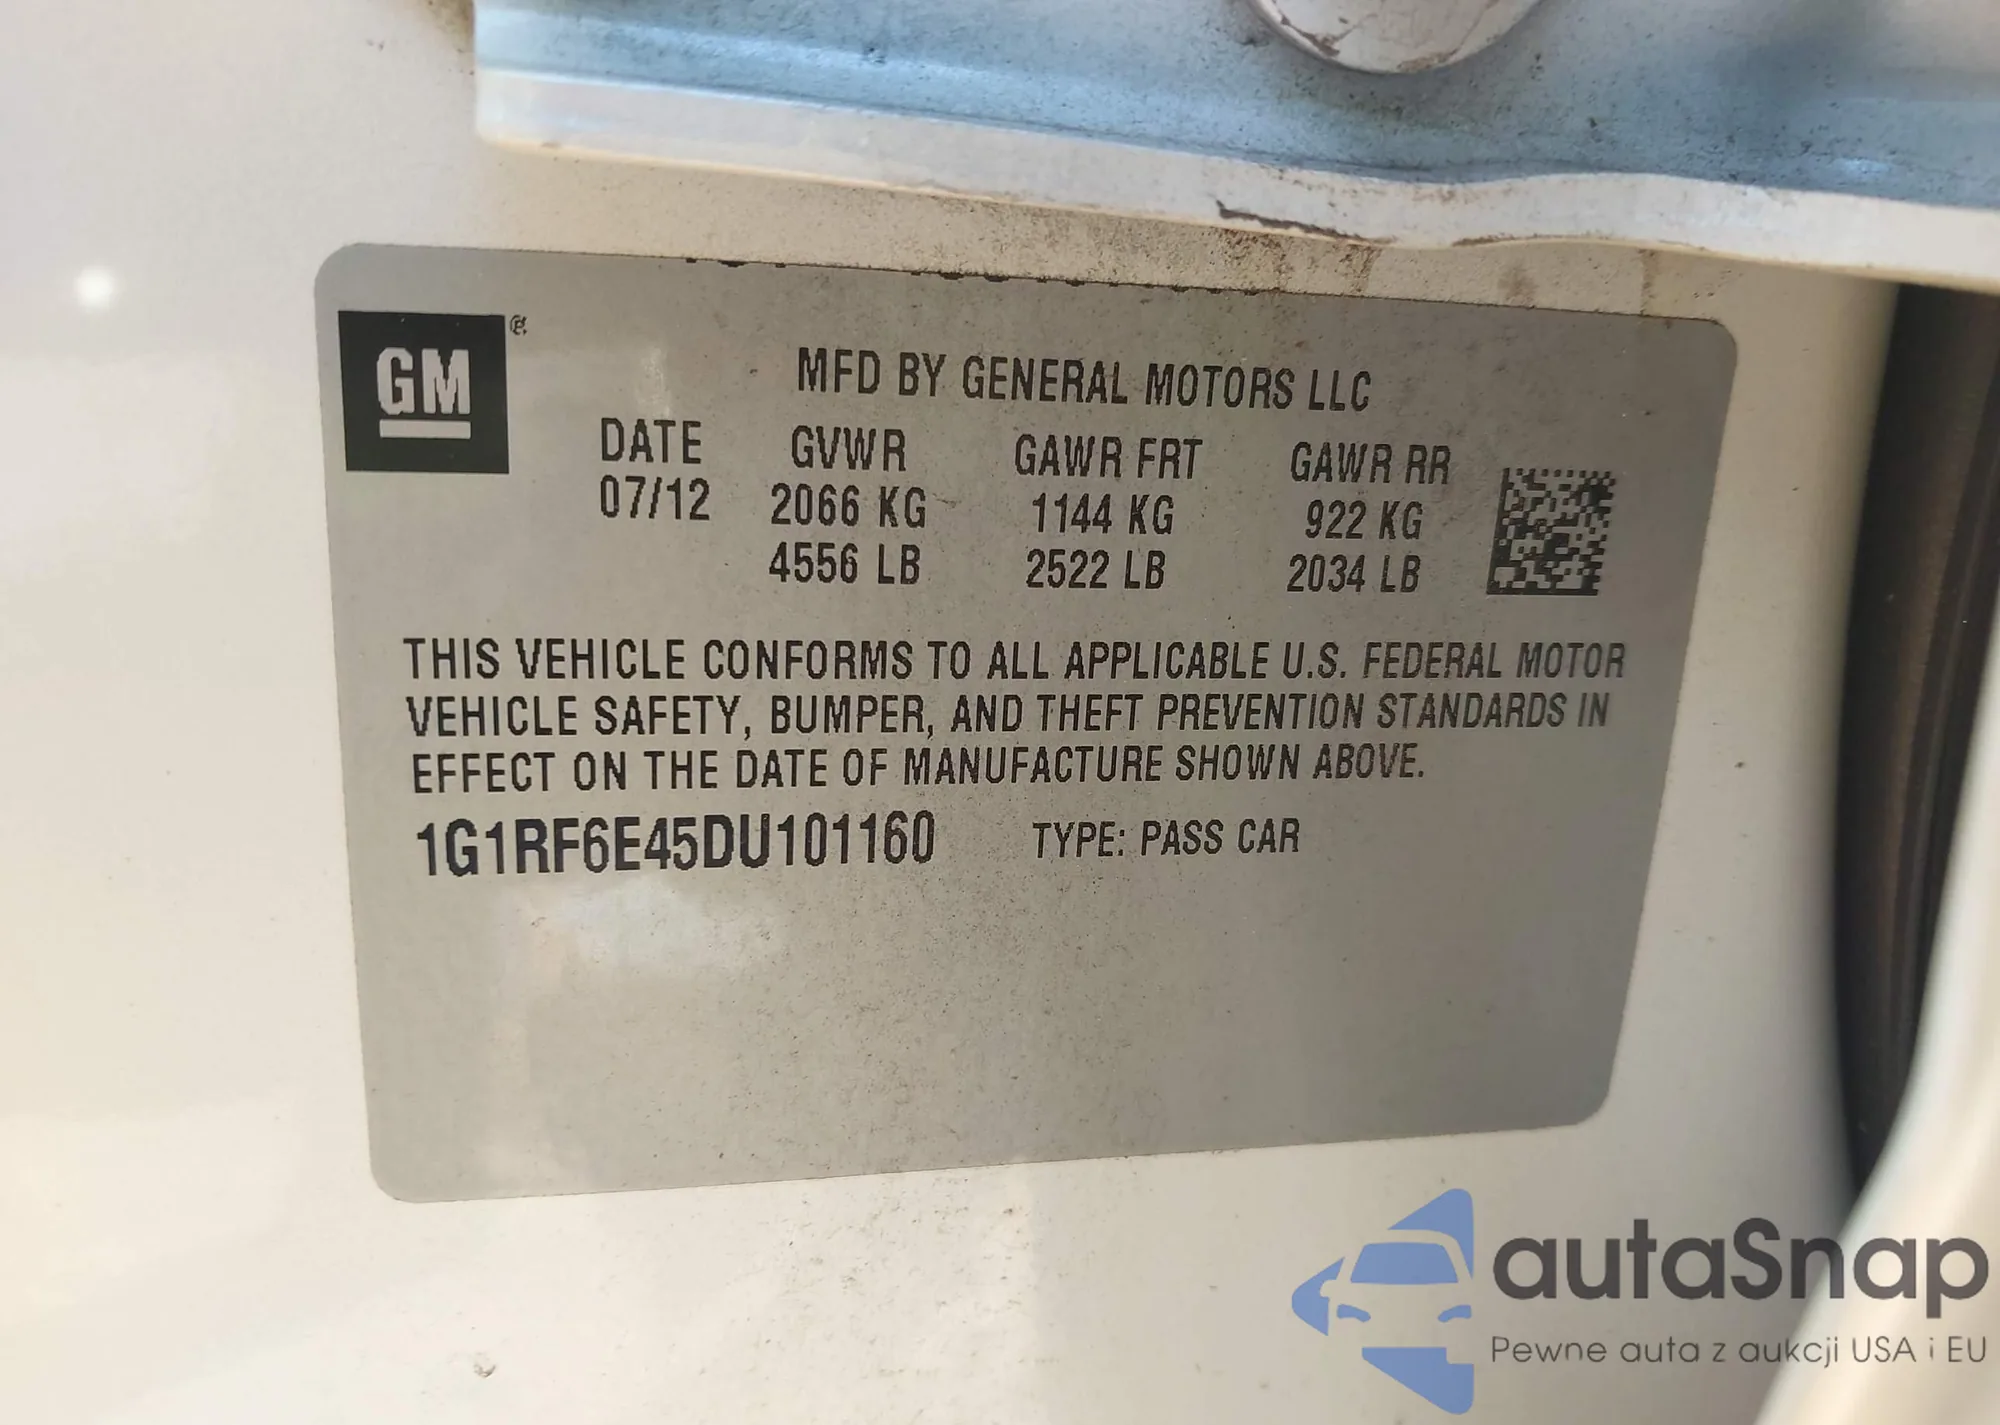 GM
MFD BY GENERAL MOTORS LLC
DATE GVWR GAWR FRT GAWR RR
07/12 2066 KG 1144 KG 922 KG
4556 LB 2522 LB 2034 LB
THIS VEHICLE CONFORMS TO ALL APPLICABLE U.S. FEDERAL MOTOR
VEHICLE SAFETY, BUMPER, AND THEFT PREVENTION STANDARDS IN
EFFECT ON THE DATE OF MANUFACTURE SHOWN ABOVE.
1G1RF6E45DU101160 TYPE: PASS CAR
autaSnap
Pewne auta z aukcji USA i EU